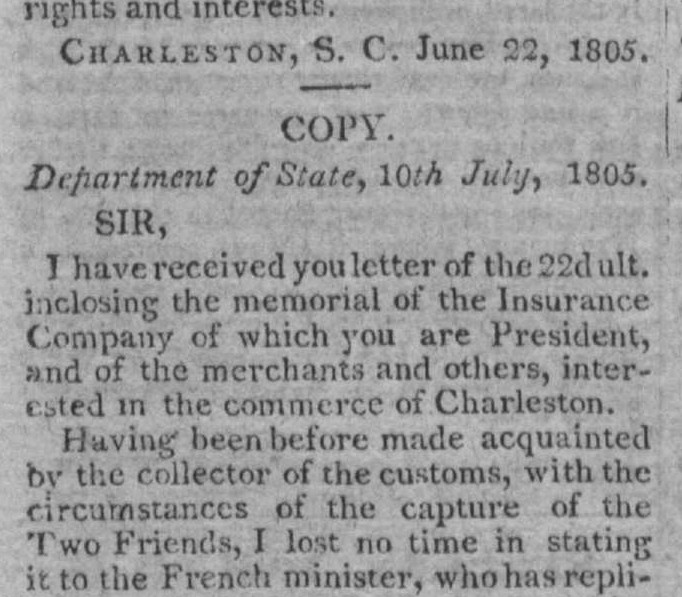 rights and interests.
CHARLESTON, S. C. June 22, 1805.
COPY.
Department of State, 10th July, 1805.
SIR,
I have received you letter of the 22d ult.
inclosing the memorial of the Insurance
Company of which you are President,
and of the merchants and others, inter-
ested in the commerce of Charleston.
Having been before made acquainted
by the collector of the customs, with the
circumstances of the capture of the
Two Friends, I lost no time in stating
it to the French minister, who has repli-